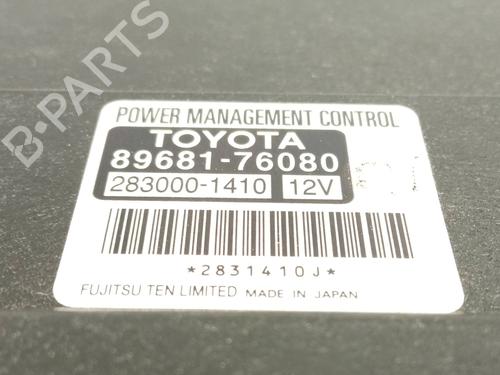 POWER MANAGEMENT CONTROL
TOYOTA
89681-76080
283000-1410 12V
*2831410J*
FUJITSU TEN LIMITED MADE IN JAPAN
B-PARTS